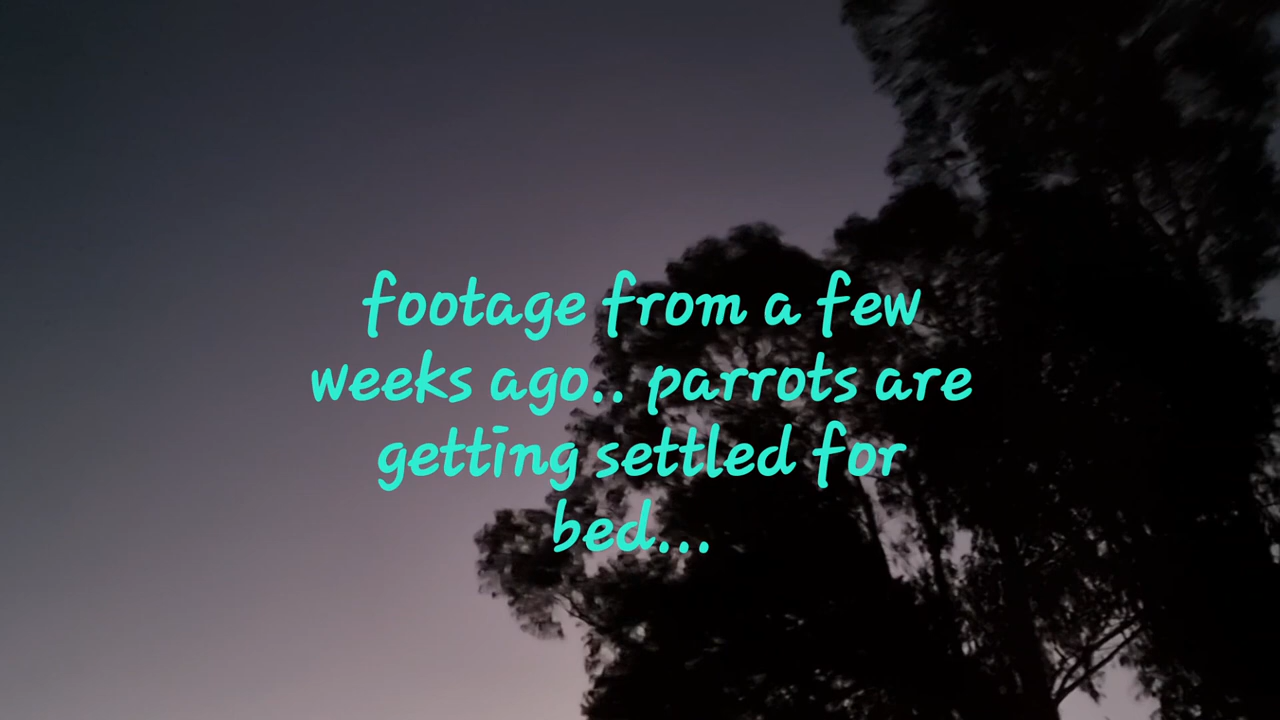 footage from a few
weeks ago.. parrots are
getting settled for
bed...